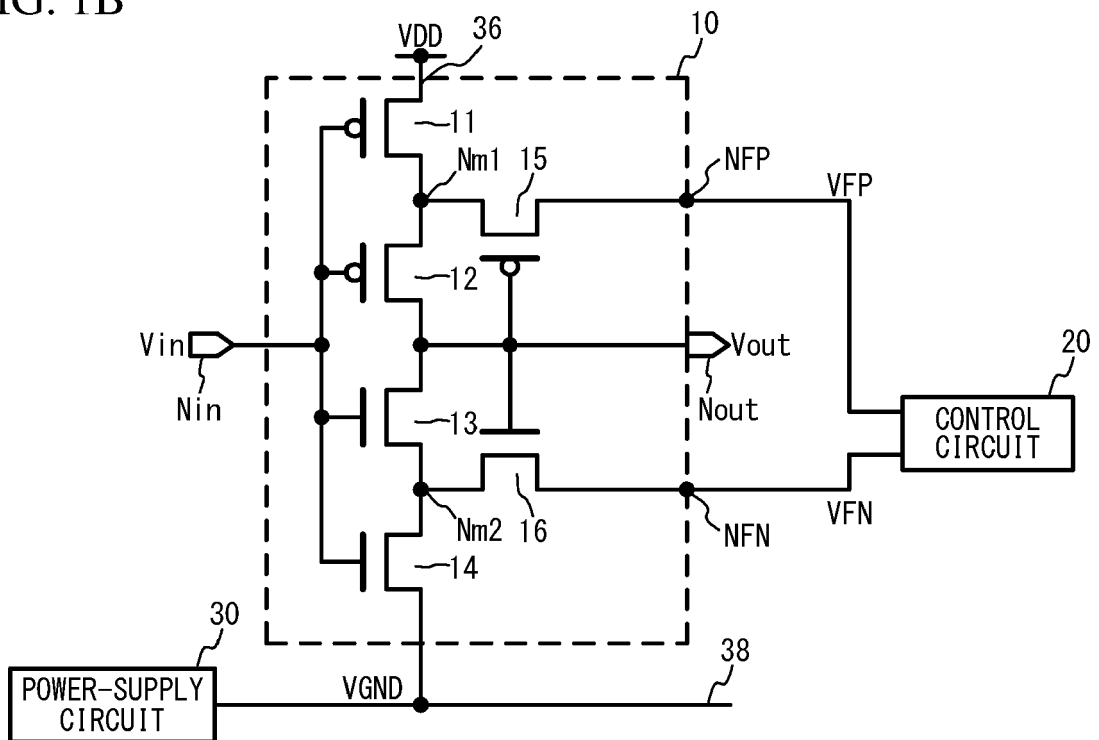 FIG. 1B
VDD
36
10
11
Nm1
15
NFP
VFP
12
Vin
Nin
Vout
Nout
20
13
CONTROL
CIRCUIT
Nm2
16
NFN
VFN
14
30
POWER-SUPPLY
CIRCUIT
VGND
38